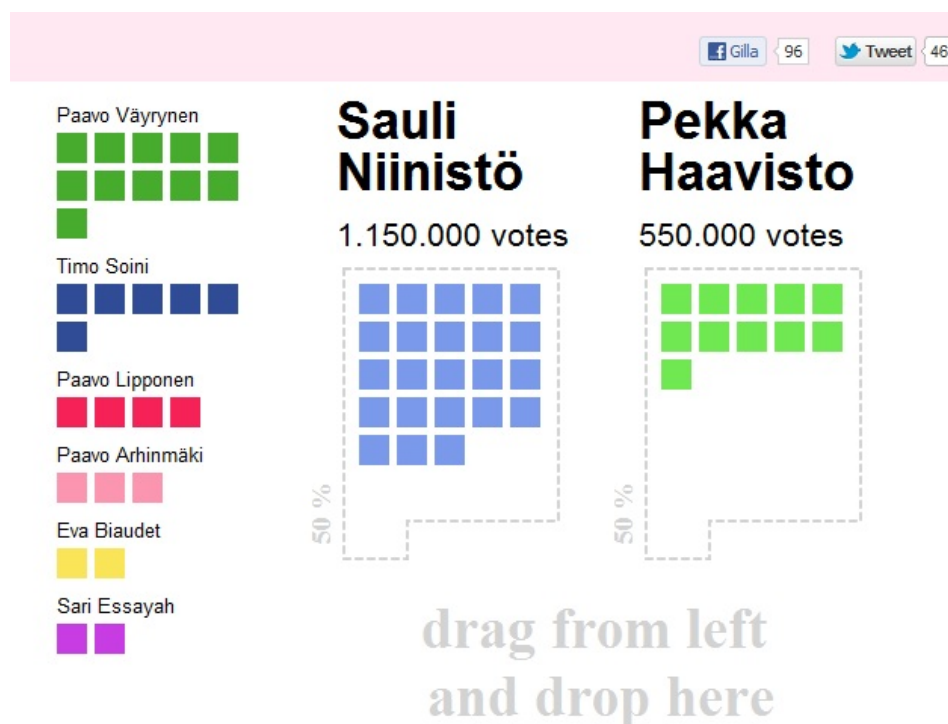 Gilla 96 Tweet 46
Paavo Väyrynen
Timo Soini
Paavo Lipponen
Paavo Arhinmäki
Eva Biaudet
Sari Essayah
Sauli
Niinistö
1.150.000 votes
50 %
Pekka
Haavisto
550.000 votes
50 %
drag from left
and drop here